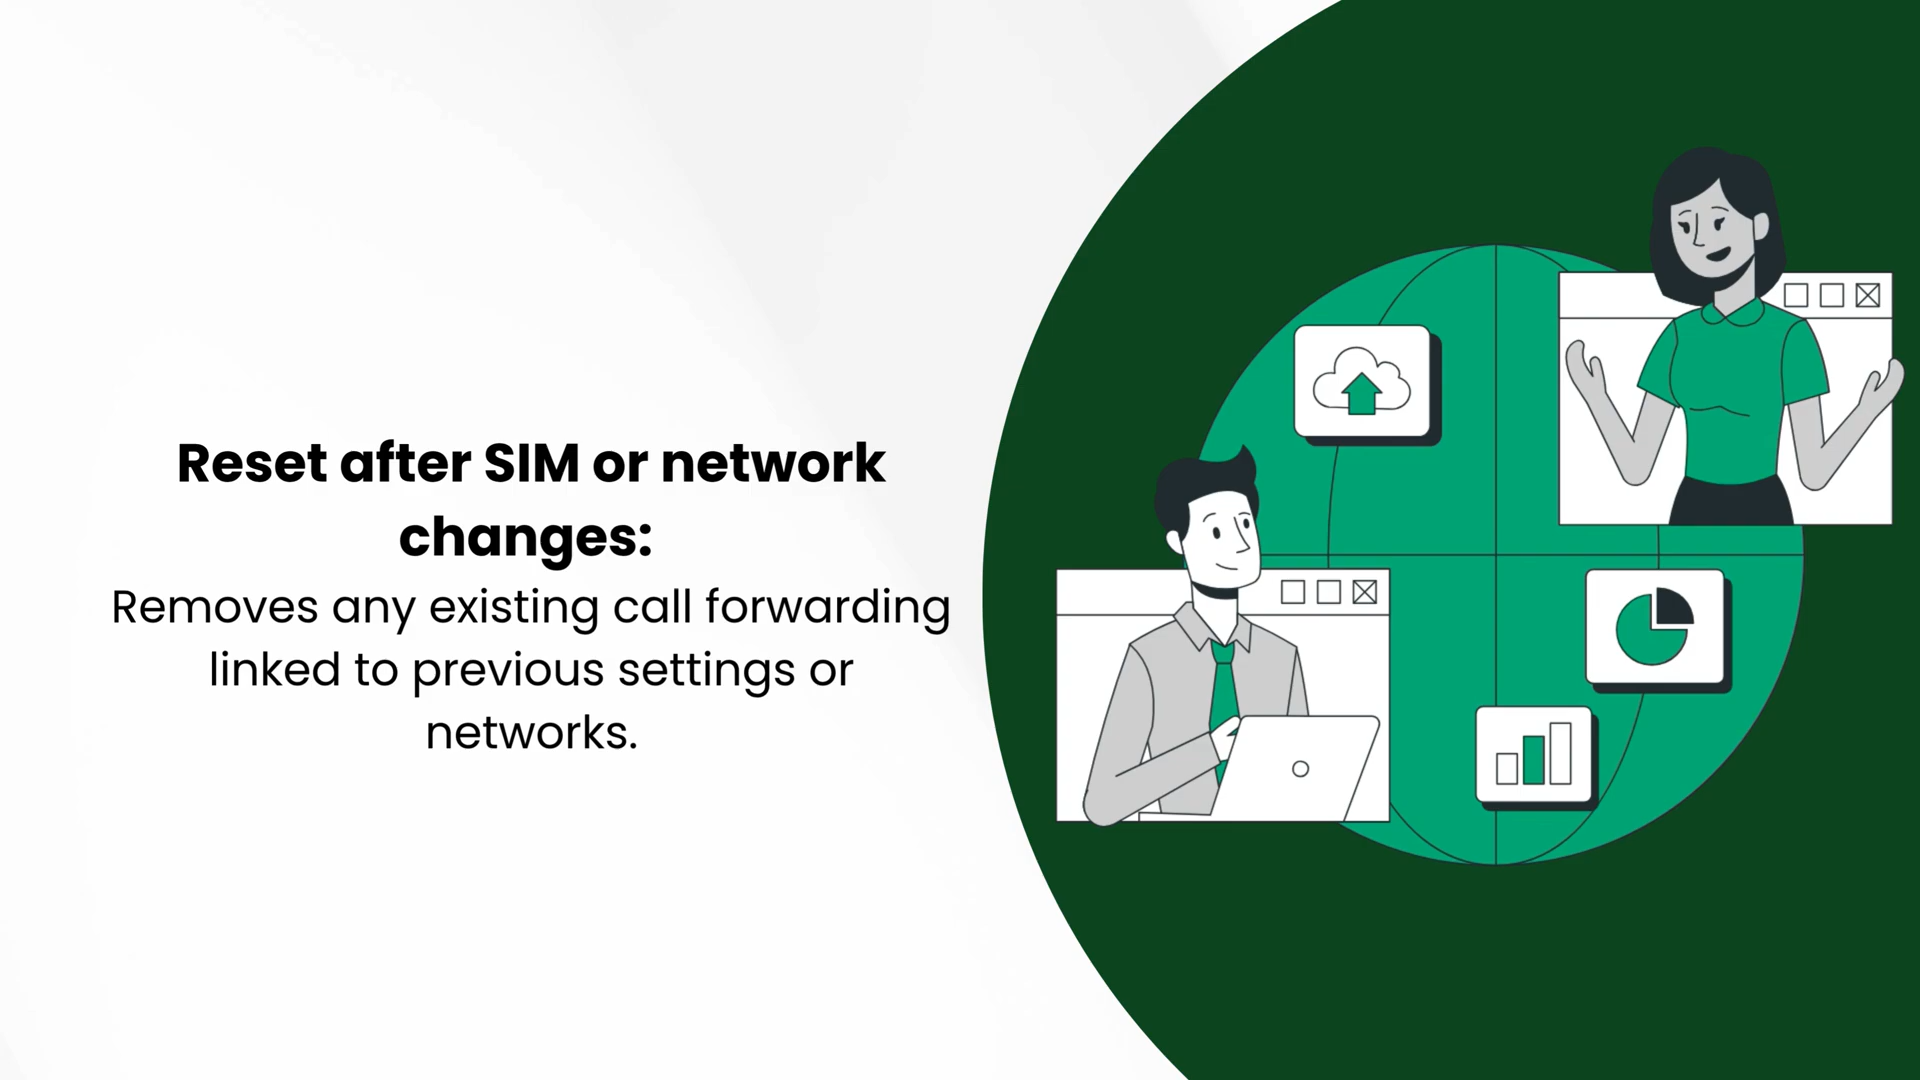 Reset after SIM or network
changes:
Removes any existing call forwarding
linked to previous settings or
networks.